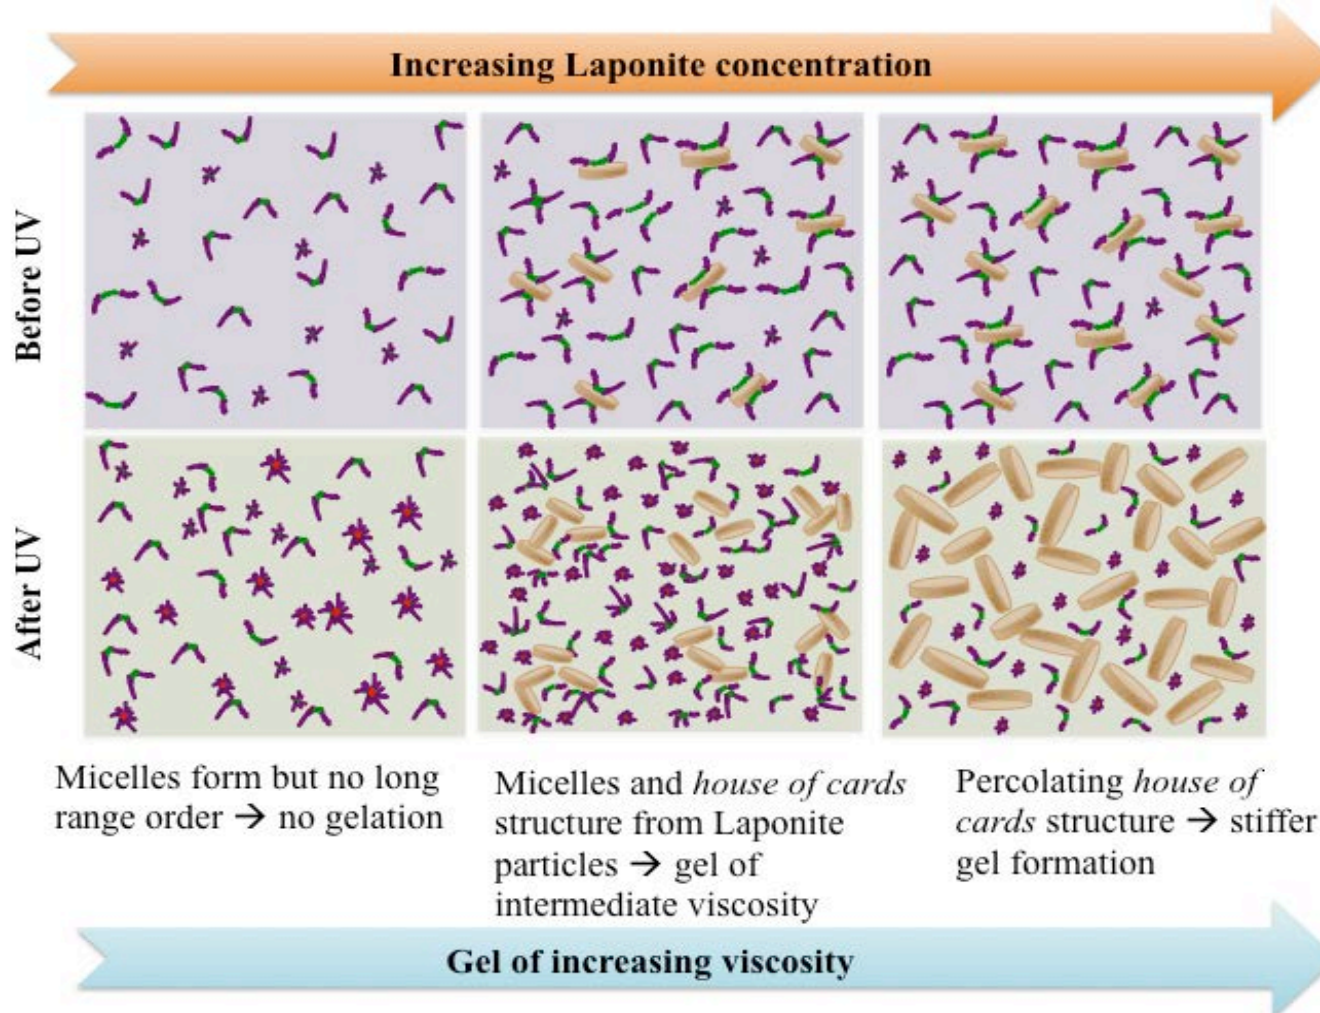 Increasing Laponite concentration
Before UV
After UV
Micelles form but no long
range order → no gelation
Micelles and house of cards
structure from Laponite
particles → gel of
intermediate viscosity
Percolating house of
cards structure → stiffer
gel formation
Gel of increasing viscosity